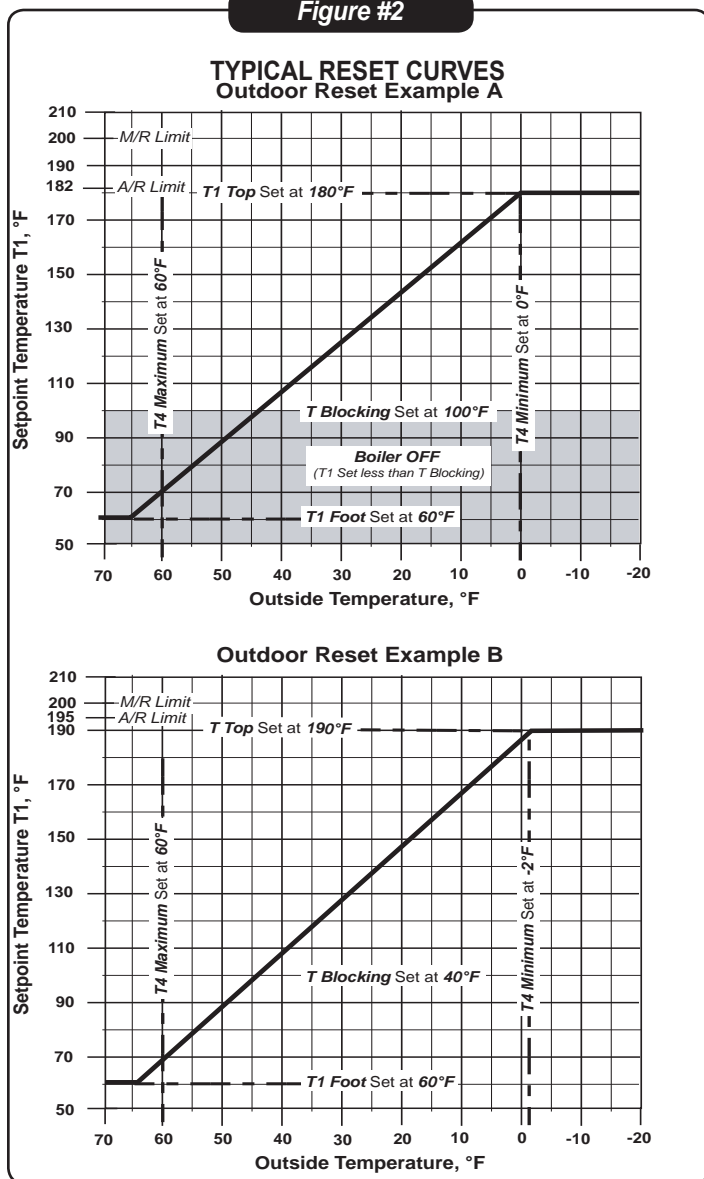 Figure #2
TYPICAL RESET CURVES
Outdoor Reset Example A
210
200
190
182
170
150
130
110
90
70
50
M/R Limit
A/R Limit
T1 Top Set at 180°F
Setpoint Temperature T1, °F
T4 Maximum Set at 60°F
T4 Minimum Set at 0°F
T Blocking Set at 100°F
Boiler OFF
(T1 Set less than T Blocking)
T1 Foot Set at 60°F
70 60 50 40 30 20 10 0 -10 -20
Outside Temperature, °F
Outdoor Reset Example B
210
200
195
190
170
150
130
110
90
70
50
M/R Limit
A/R Limit
T Top Set at 190°F
Setpoint Temperature T1, °F
T4 Maximum Set at 60°F
T4 Minimum Set at -2°F
T Blocking Set at 40°F
T1 Foot Set at 60°F
70 60 50 40 30 20 10 0 -10 -20
Outside Temperature, °F